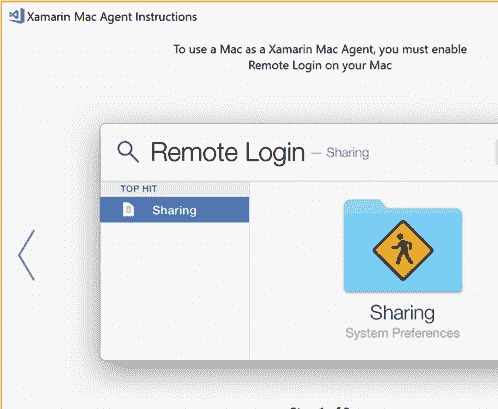 Xamarin Mac Agent Instructions
To use a Mac as a Xamarin Mac Agent, you must enable
Remote Login on your Mac
Remote Login – Sharing
TOP HIT
Sharing
Sharing
System Preferences